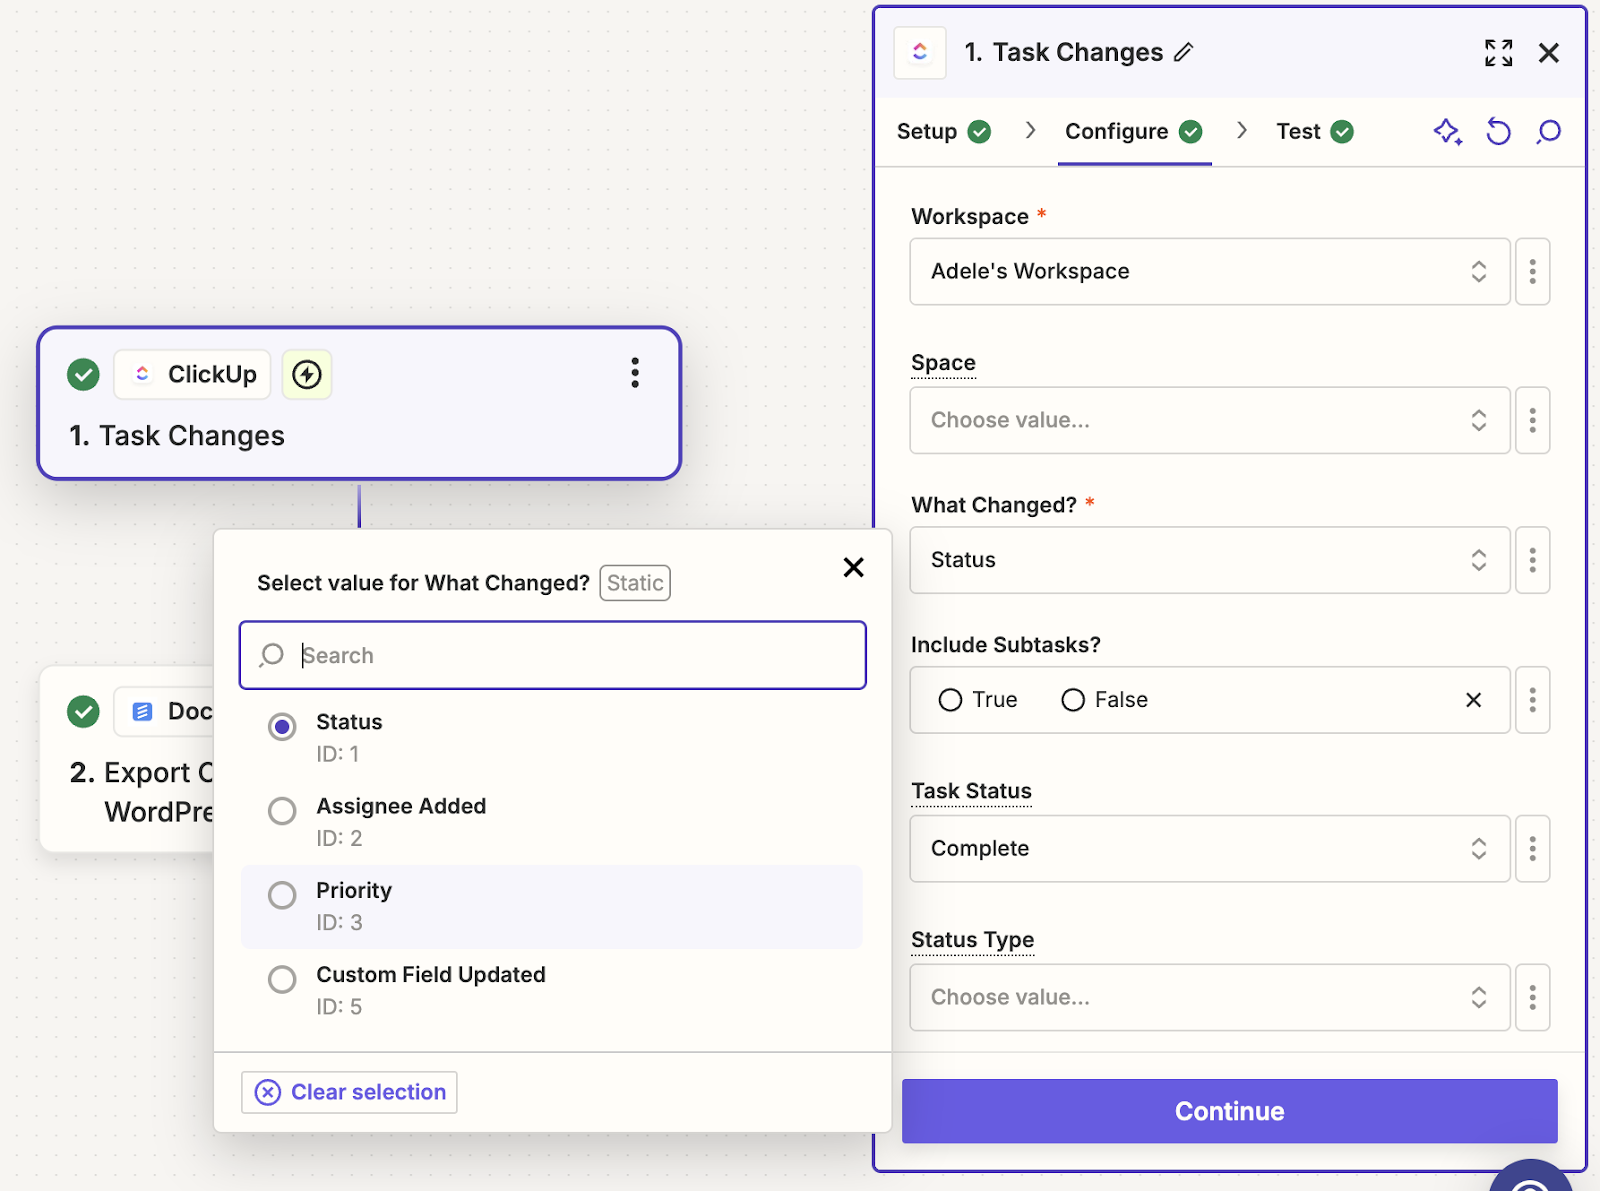 ClickUp
1. Task Changes
Doc
2. Export
WordPre
Select value for What Changed? Static
Search
Status
ID: 1
Assignee Added
ID: 2
Priority
ID: 3
Custom Field Updated
ID: 5
Clear selection
1. Task Changes
Setup
Configure
Test
Workspace *
Adele's Workspace
Space
Choose value...
What Changed? *
Status
Include Subtasks?
True
False
Task Status
Complete
Status Type
Choose value...
Continue